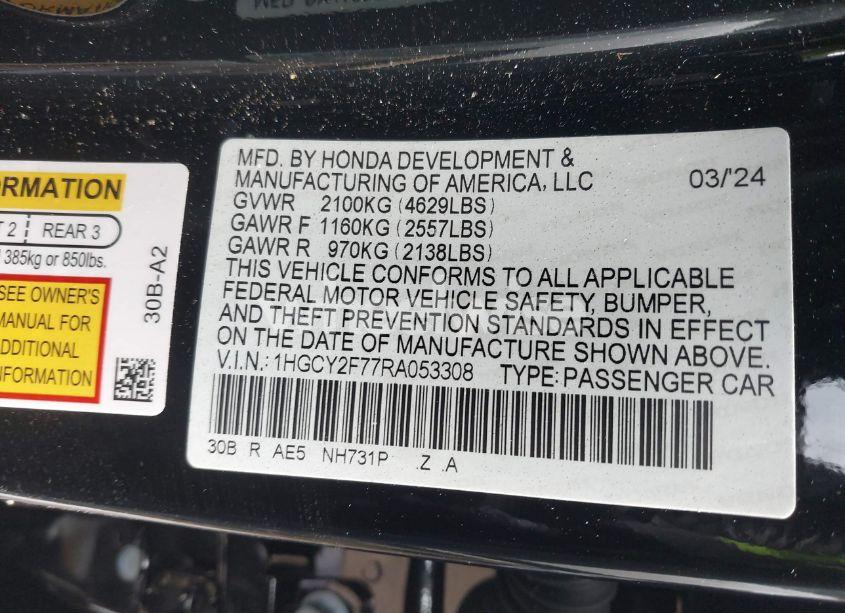 ORMATION
T 2 REAR 3
385kg or 850lbs.
SEE OWNER'S
MANUAL FOR
ADDITIONAL
INFORMATION
30B-A2
MFD. BY HONDA DEVELOPMENT &
MANUFACTURING OF AMERICA, LLC 03/'24
GVWR 2100KG (4629LBS)
GAWR F 1160KG (2557LBS)
GAWR R 970KG (2138LBS)
THIS VEHICLE CONFORMS TO ALL APPLICABLE
FEDERAL MOTOR VEHICLE SAFETY, BUMPER,
AND THEFT PREVENTION STANDARDS IN EFFECT
ON THE DATE OF MANUFACTURE SHOWN ABOVE.
V.I.N.: 1HGCY2F77RA053308 TYPE: PASSENGER CAR
30B R AE5 NH731P .Z .A